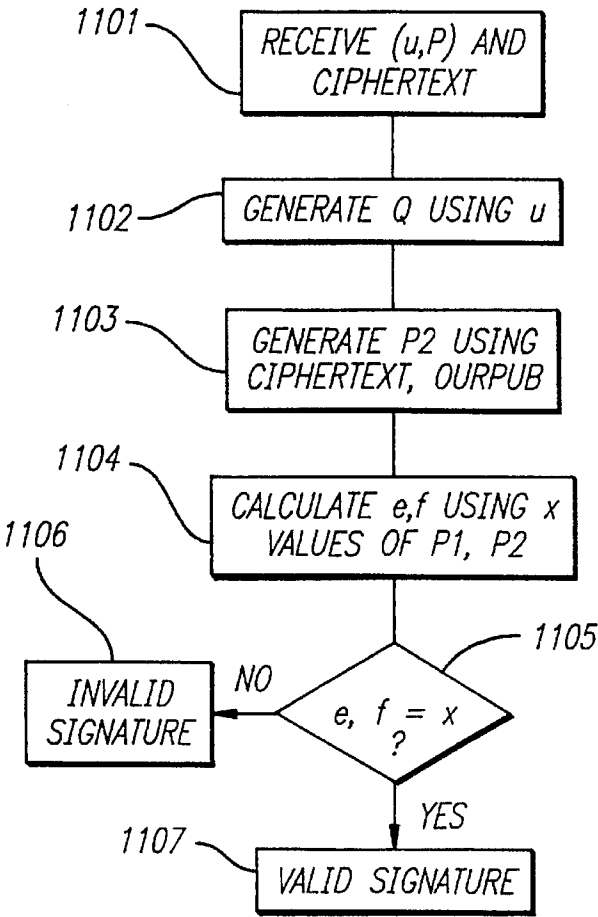 1101
RECEIVE (u,P) AND
CIPHERTEXT
1102
GENERATE Q USING u
1103
GENERATE P2 USING
CIPHERTEXT, OURPUB
1104
CALCULATE e,f USING x
VALUES OF P1, P2
1106
1105
INVALID
SIGNATURE
NO
e, f = x
?
YES
1107
VALID SIGNATURE